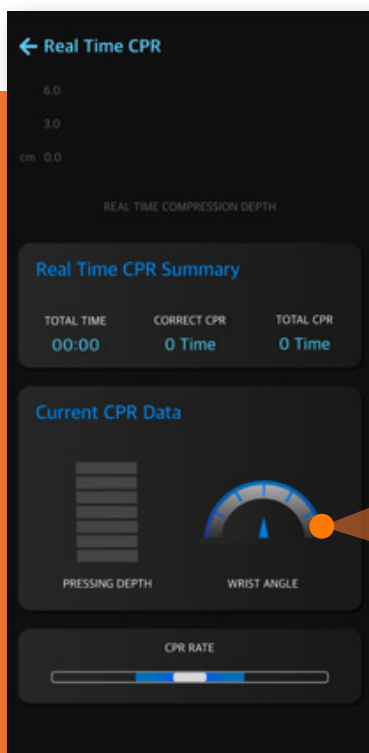 Real Time CPR
6.0
3.0
cm 0.0
REAL TIME COMPRESSION DEPTH
Real Time CPR Summary
TOTAL TIME CORRECT CPR TOTAL CPR
00:00 0 Time 0 Time
Current CPR Data
PRESSING DEPTH WRIST ANGLE
CPR RATE